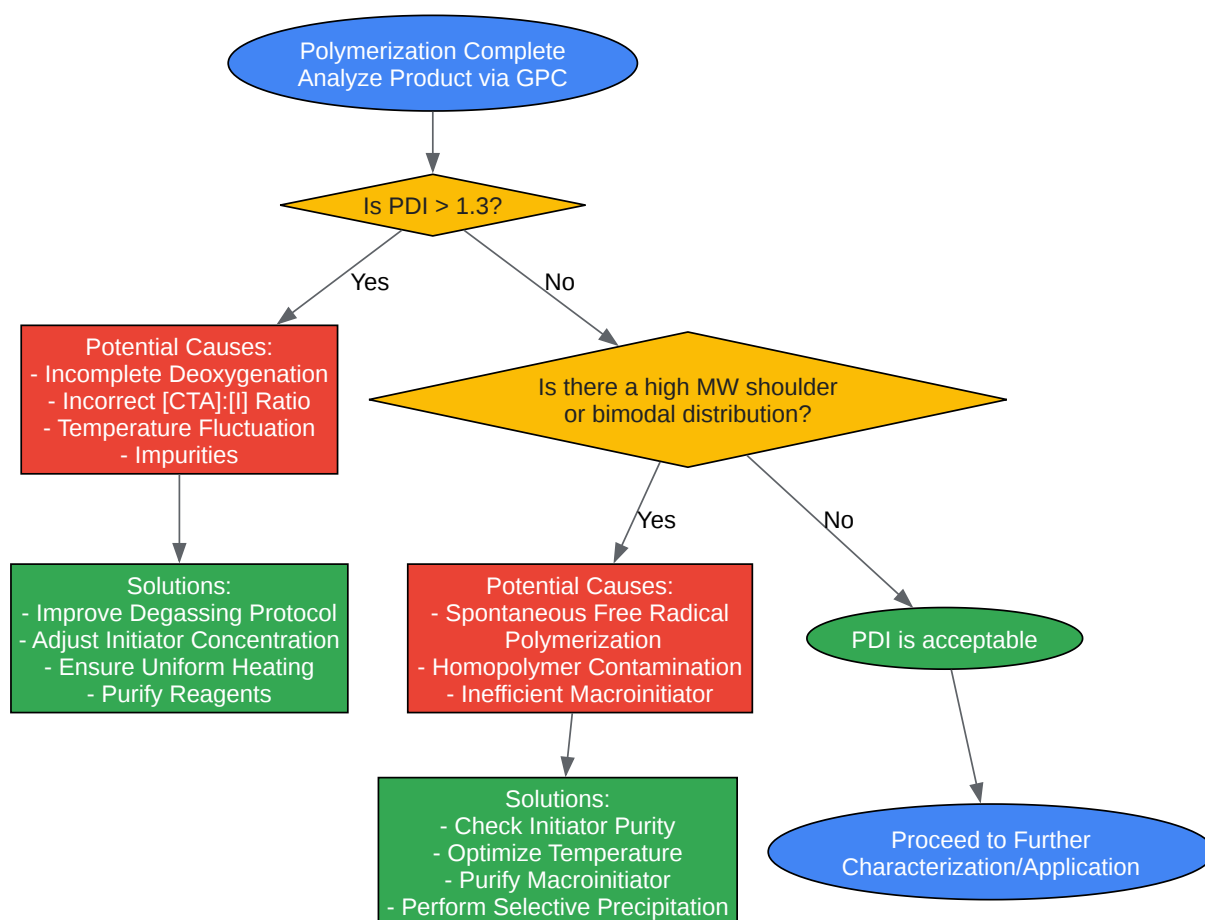 Polymerization Complete
Analyze Product via GPC
Is PDI > 1.3?
Yes
No
Potential Causes:
- Incomplete Deoxygenation
- Incorrect [CTA]:[I] Ratio
- Temperature Fluctuation
- Impurities
Is there a high MW shoulder
or bimodal distribution?
Yes
No
Solutions:
- Improve Degassing Protocol
- Adjust Initiator Concentration
- Ensure Uniform Heating
- Purify Reagents
Potential Causes:
- Spontaneous Free Radical
Polymerization
- Homopolymer Contamination
- Inefficient Macroinitiator
PDI is acceptable
Solutions:
- Check Initiator Purity
- Optimize Temperature
- Purify Macroinitiator
- Perform Selective Precipitation
Proceed to Further
Characterization/Application